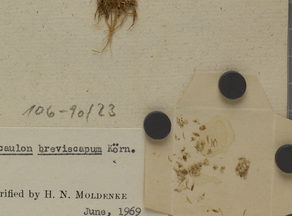 106-90/23
caulon breviscapum Körn.
rified by H. N. MOLDENKE
June, 1969